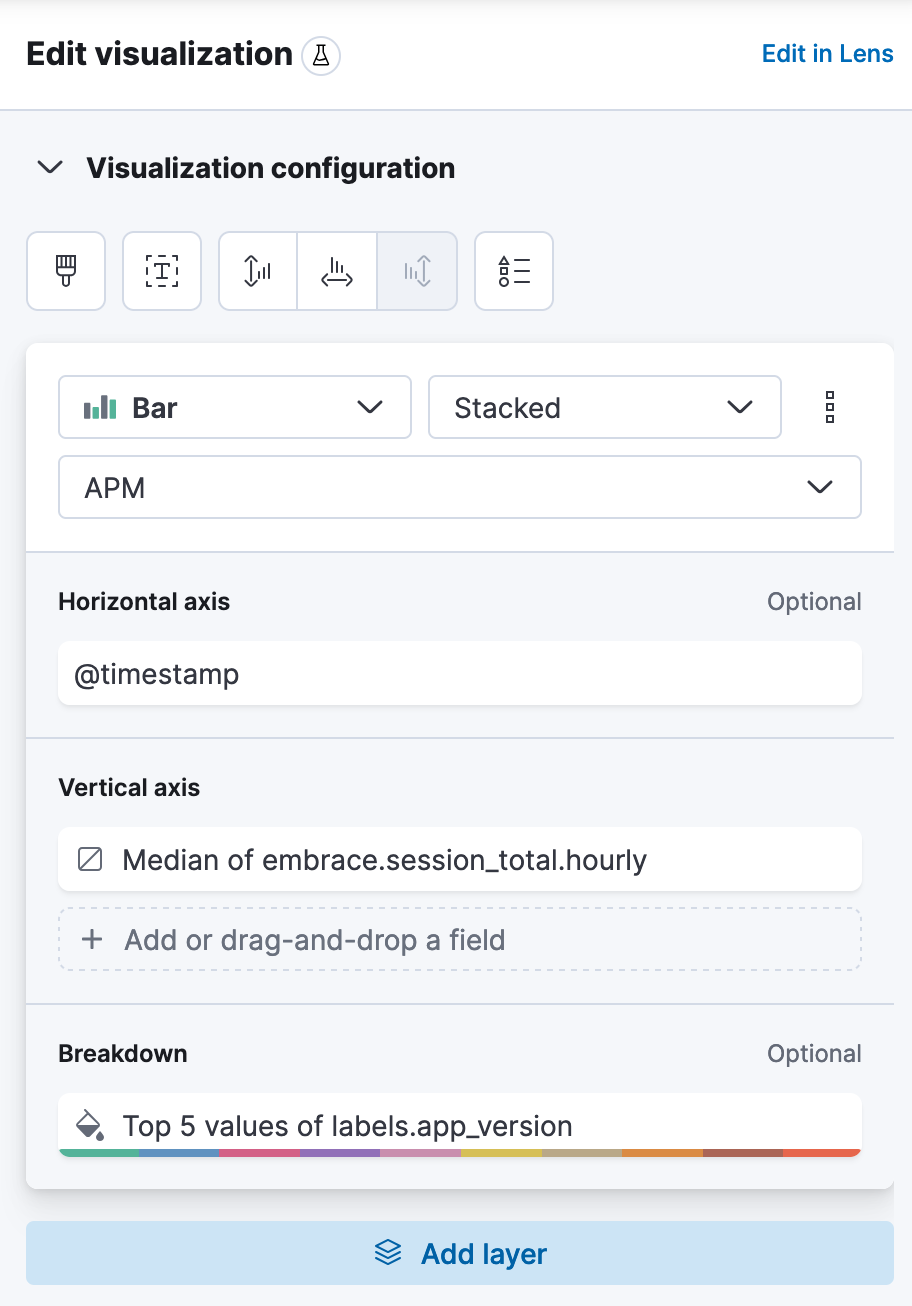 Edit visualization
Edit in Lens
Visualization configuration
Bar
Stacked
APM
Horizontal axis
Optional
@timestamp
Vertical axis
Median of embrace.session_total.hourly
Add or drag-and-drop a field
Breakdown
Optional
Top 5 values of labels.app_version
Add layer